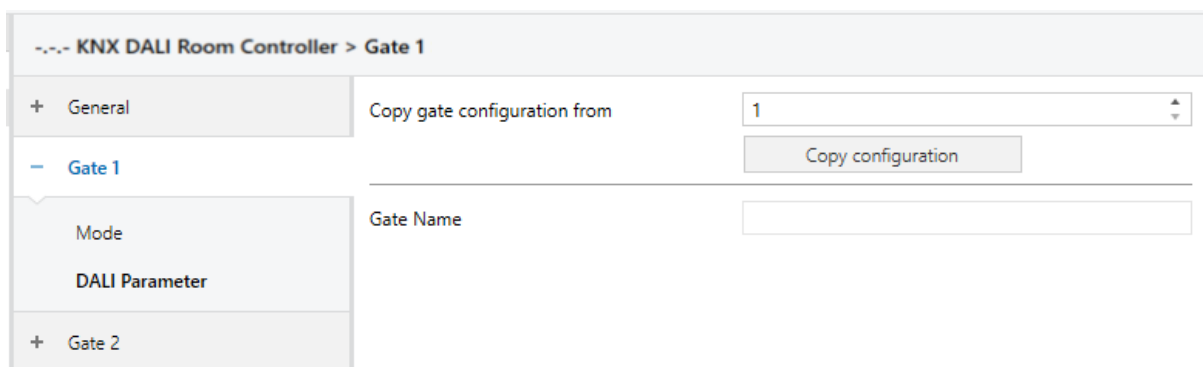 -.-.- KNX DALI Room Controller > Gate 1
+ General
Copy gate configuration from
1
Copy configuration
− Gate 1
Gate Name
Mode
DALI Parameter
+ Gate 2